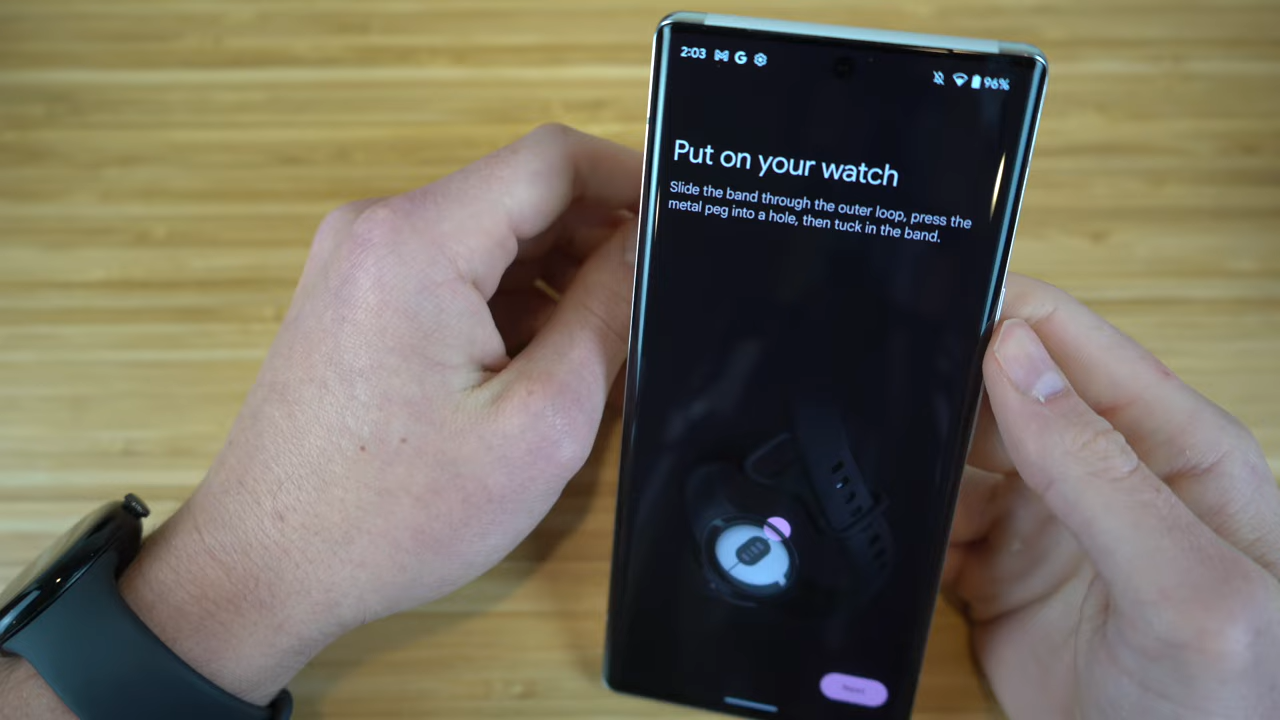 2:03 G 96%
Put on your watch
Slide the band through the outer loop, press the
metal peg into a hole, then tuck in the band.